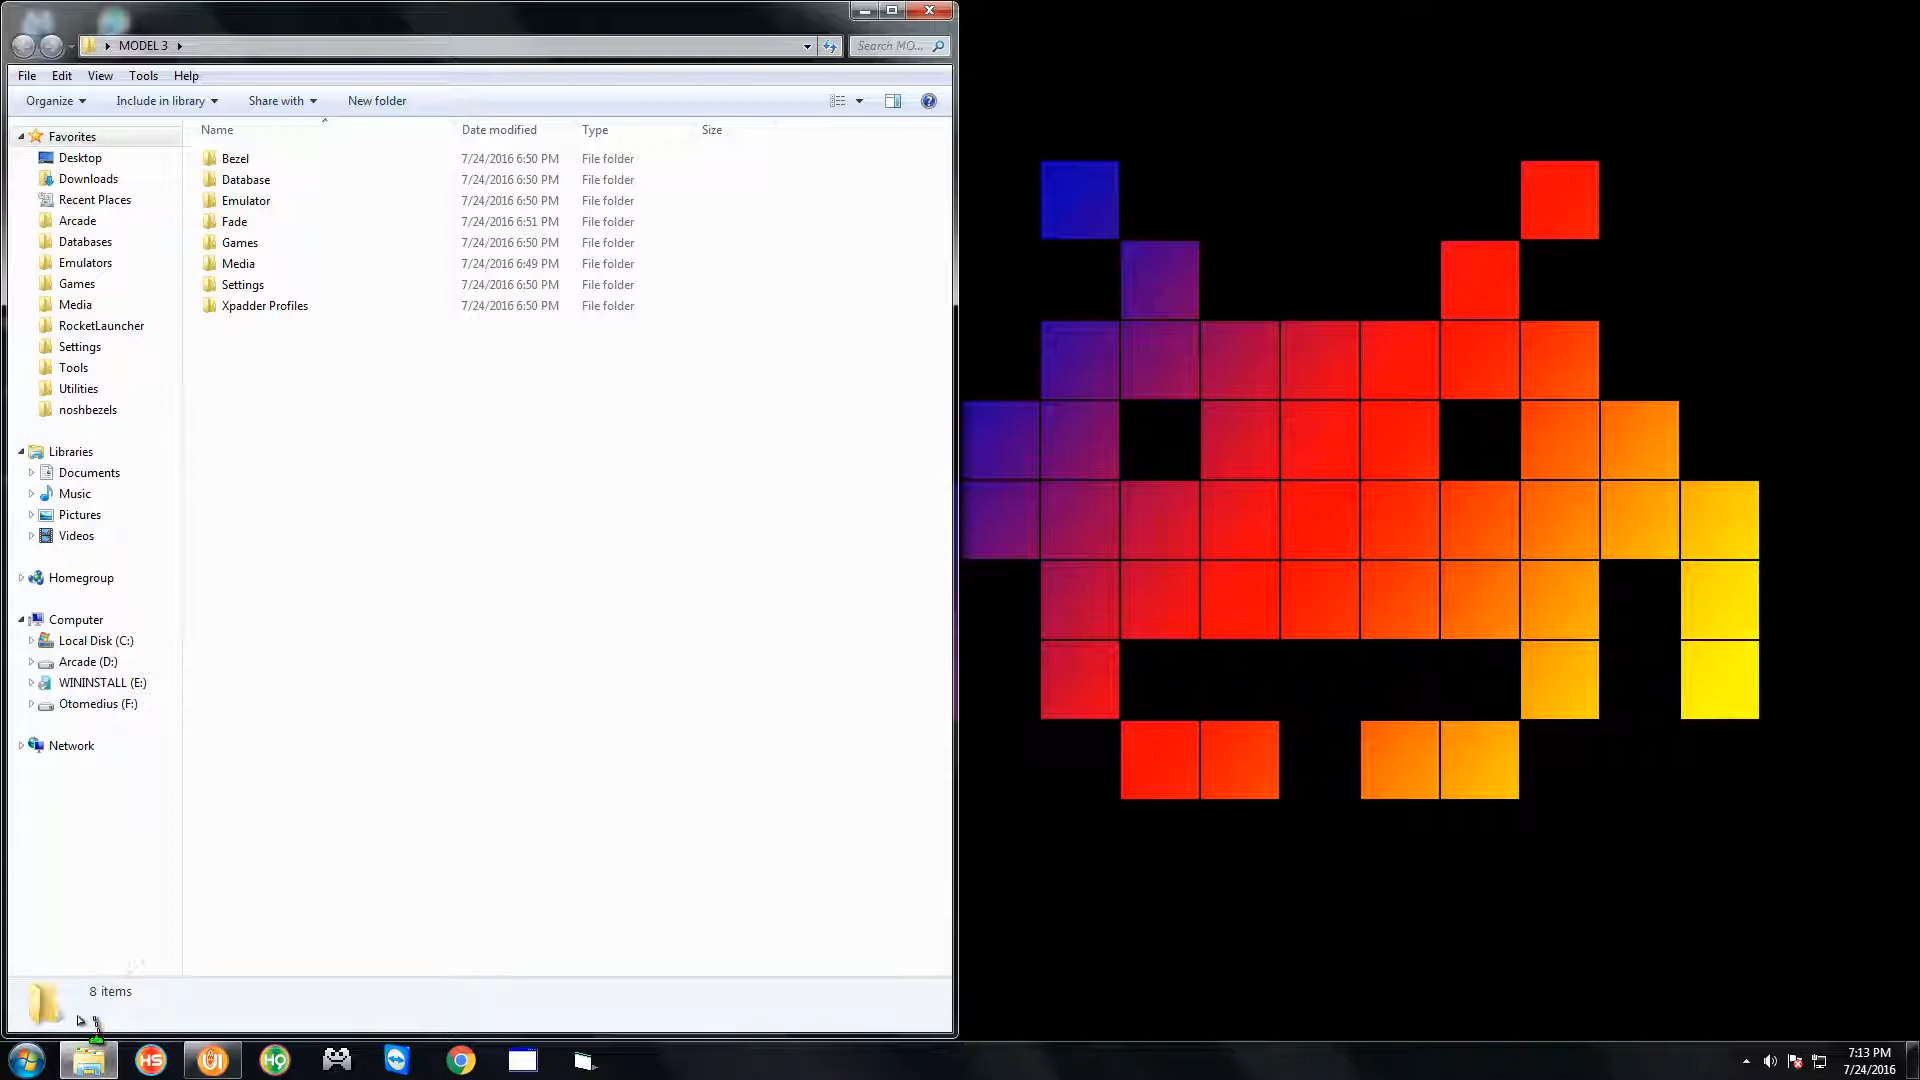 MODEL 3
Search MO...
File Edit View Tools Help
Organize Include in library Share with New folder
Name Date modified Type Size
Favorites
Desktop
Downloads
Recent Places
Arcade
Databases
Emulators
Games
Media
RocketLauncher
Settings
Tools
Utilities
noshbezels
Libraries
Documents
Music
Pictures
Videos
Homegroup
Computer
Local Disk (C:)
Arcade (D:)
WININSTALL (E:)
Otomedius (F:)
Network
Bezel 7/24/2016 6:50 PM File folder
Database 7/24/2016 6:50 PM File folder
Emulator 7/24/2016 6:50 PM File folder
Fade 7/24/2016 6:51 PM File folder
Games 7/24/2016 6:50 PM File folder
Media 7/24/2016 6:49 PM File folder
Settings 7/24/2016 6:50 PM File folder
Xpadder Profiles 7/24/2016 6:50 PM File folder
8 items
HS
UI
HQ
7:13 PM
7/24/2016